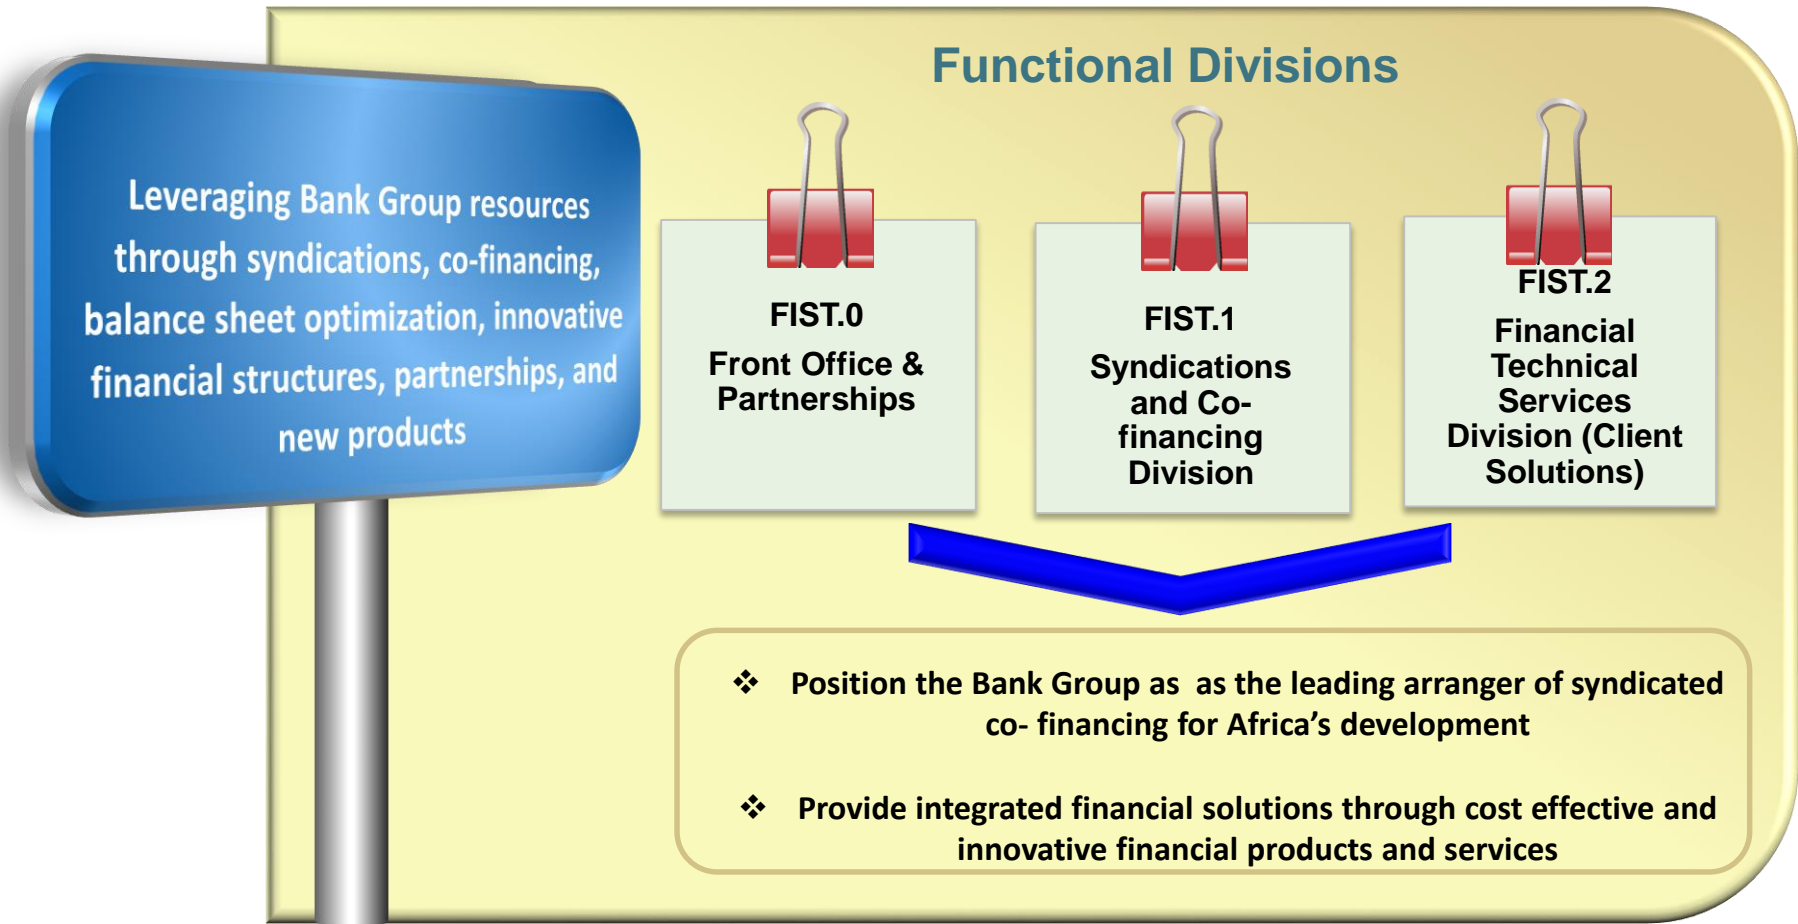 Functional Divisions
Leveraging Bank Group resources
through syndications, co-financing,
balance sheet optimization, innovative
financial structures, partnerships, and
new products
FIST.0
Front Office &
Partnerships
FIST.1
Syndications
and Co-
financing
Division
FIST.2
Financial
Technical
Services
Division (Client
Solutions)
❖ Position the Bank Group as as the leading arranger of syndicated
co- financing for Africa’s development
❖ Provide integrated financial solutions through cost effective and
innovative financial products and services